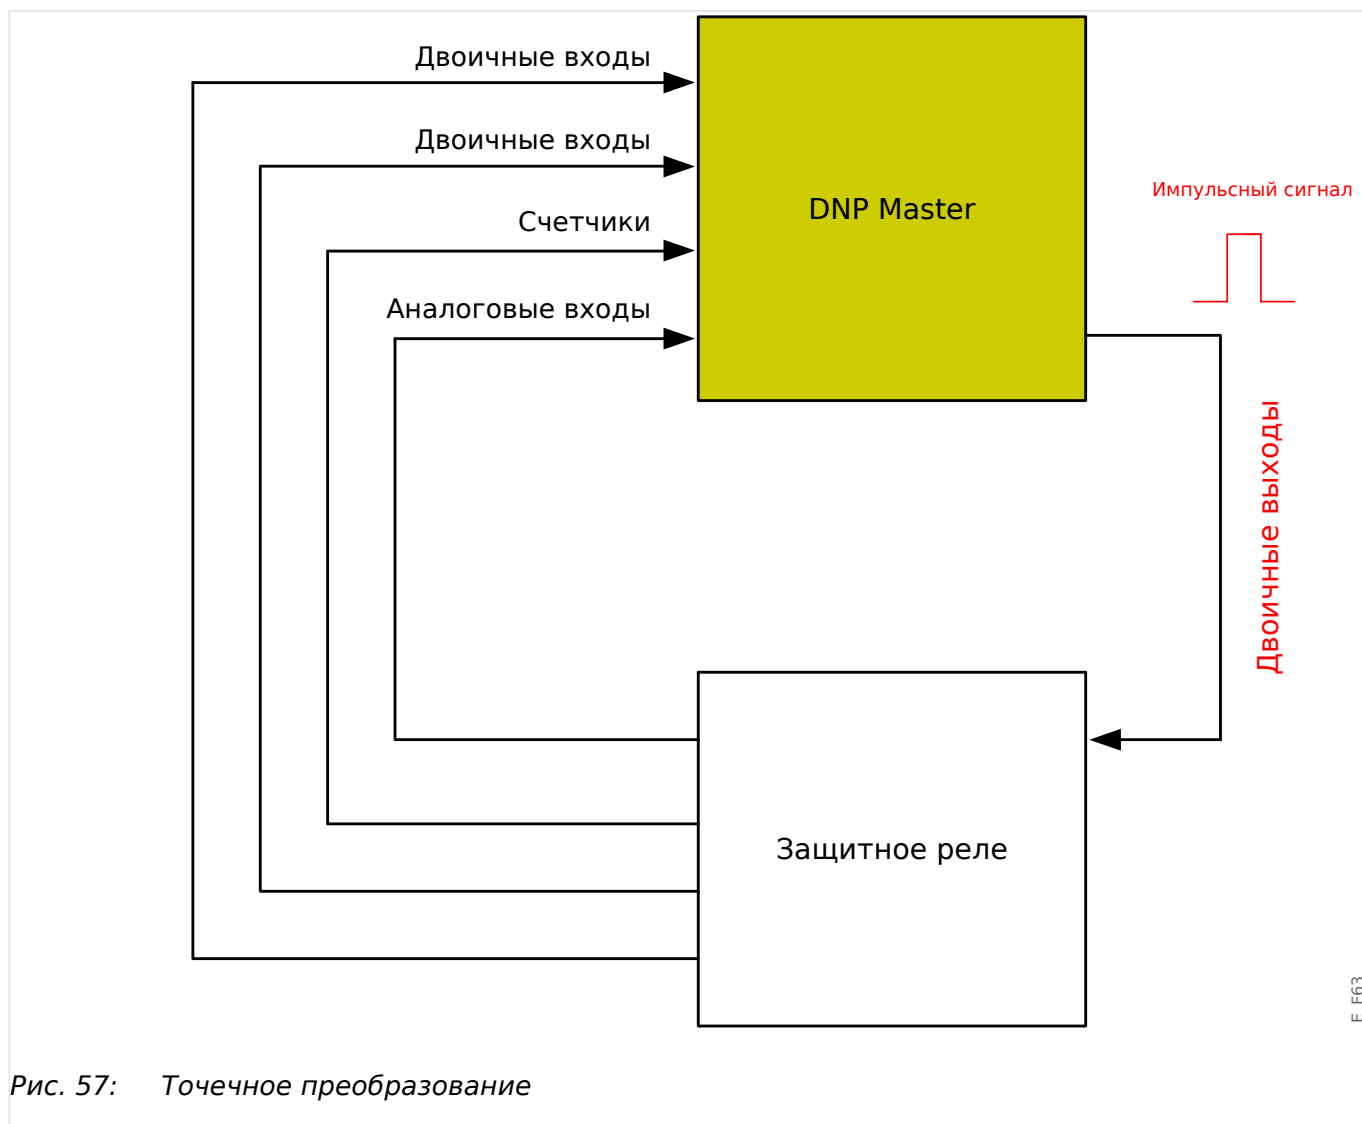 Двоичные входы
Двоичные входы
Счетчики
Аналоговые входы
DNP Master
Импульсный сигнал
Двоичные выходы
Защитное реле
Рис. 57: Точечное преобразование